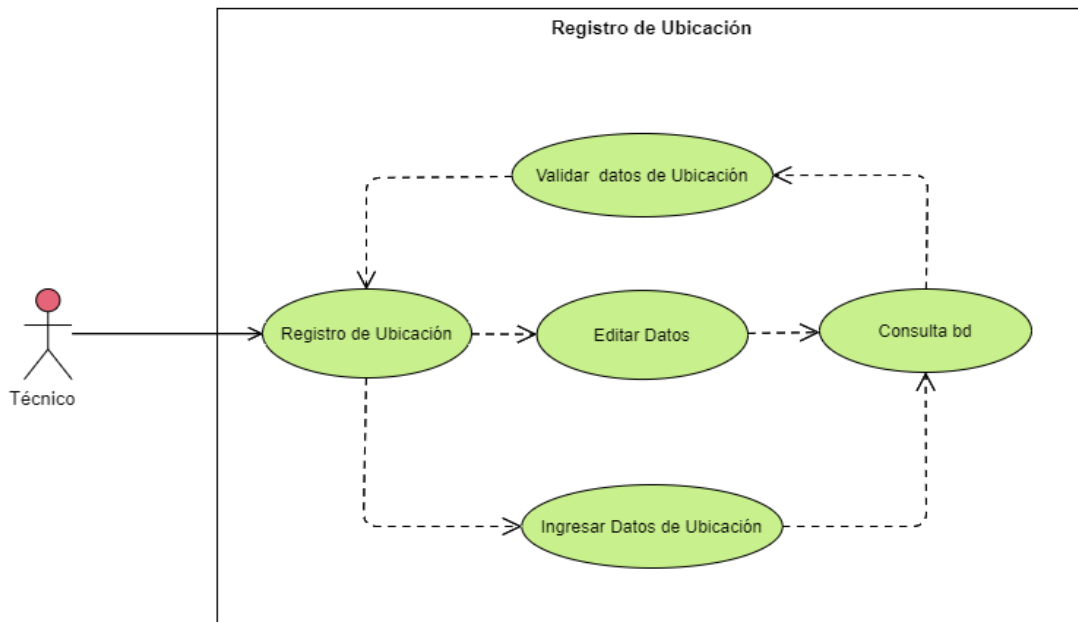 Registro de Ubicación
Validar datos de Ubicación
Registro de Ubicación
Editar Datos
Consulta bd
Técnico
Ingresar Datos de Ubicación